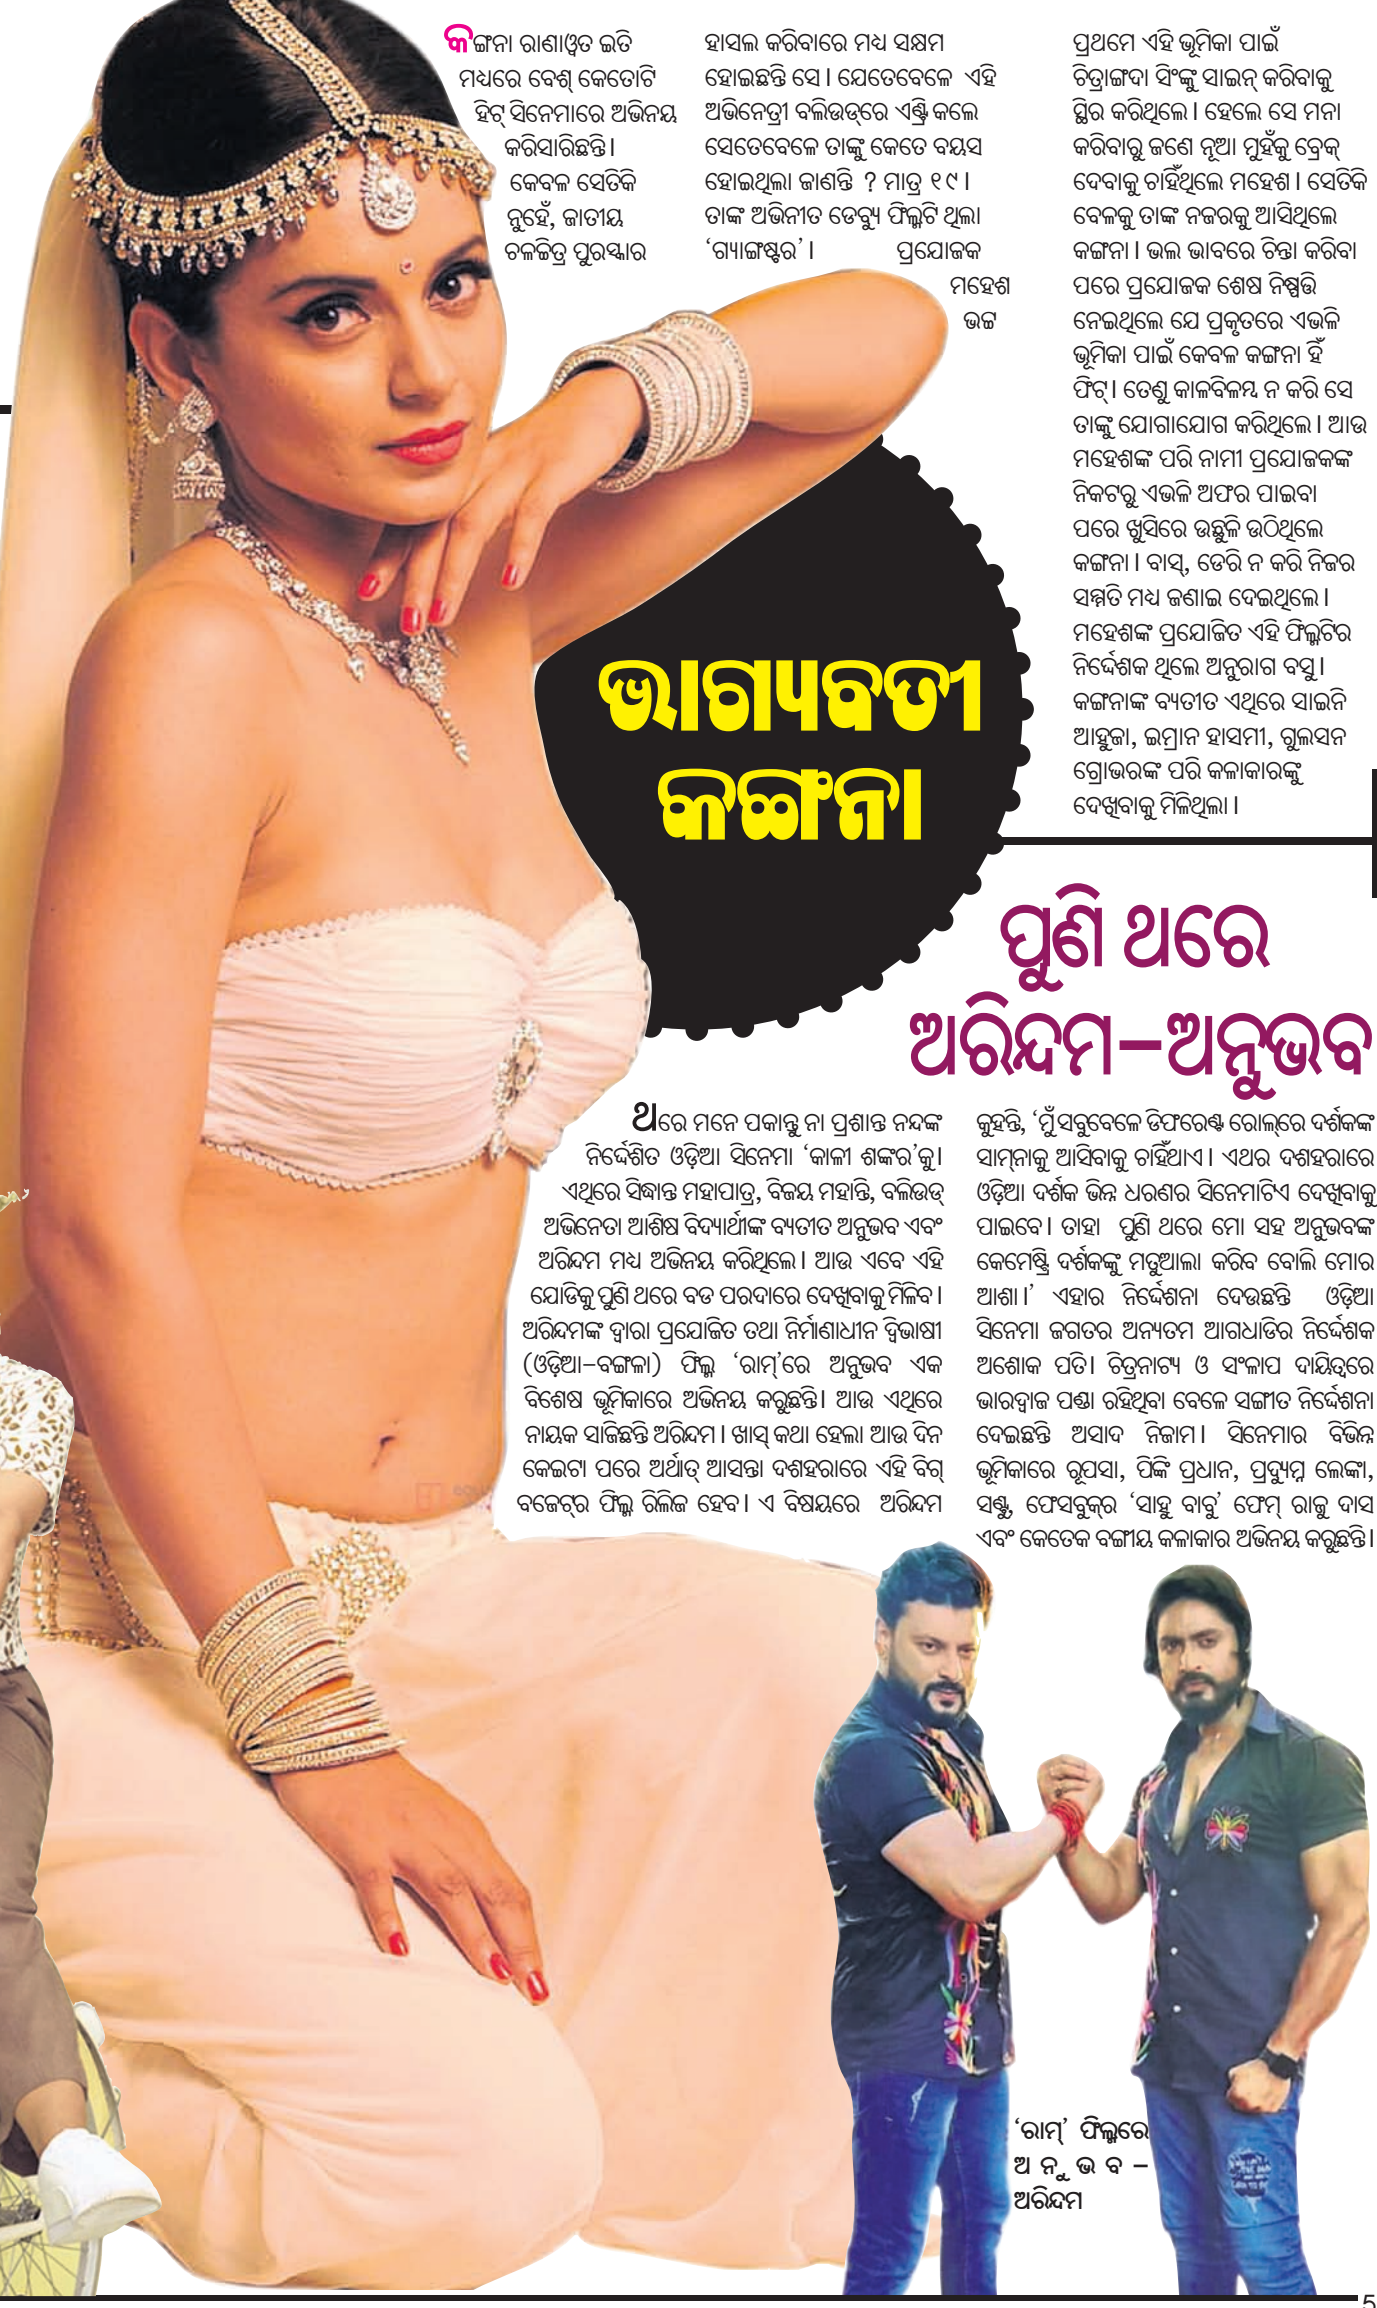 କଙ୍ଗନା ରାଣାୱତ ଇତି
ମଧ୍ୟରେ ବେଶ୍ କେତୋଟି
ହିଟ୍ ସିନେମାରେ ଅଭିନୟ
କରିସାରିଛନ୍ତି।
କେବଳ ସେତିକି
ନୁହେଁ, ଜାତୀୟ
ଚଳଚ୍ଚିତ୍ର ପୁରସ୍କାର
ହାସଲ କରିବାରେ ମଧ୍ୟ ସକ୍ଷମ
ହୋଇଛନ୍ତି ସେ। ଯେତେବେଳେ ଏହି
ଅଭିନେତ୍ରୀ ବଲିଉଡ୍‌ରେ ଏଣ୍ଟ୍ରି କଲେ
ସେତେବେଳେ ତାଙ୍କୁ କେତେ ବୟସ
ହୋଇଥିଲା ଜାଣନ୍ତି ? ମାତ୍ର ୧୯।
ତାଙ୍କ ଅଭିନୀତ ଡେବ୍ୟୁ ଫିଲ୍ମଟି ଥିଲା
‘ଗ୍ୟାଙ୍ଗଷ୍ଟର’। ପ୍ରଯୋଜକ
ମହେଶ
ଭଟ୍ଟ
ପ୍ରଥମେ ଏହି ଭୂମିକା ପାଇଁ
ଚିତ୍ରାଙ୍ଗଦା ସିଂଙ୍କୁ ସାଇନ୍ କରିବାକୁ
ସ୍ଥିର କରିଥିଲେ। ହେଲେ ସେ ମନା
କରିବାରୁ ଜଣେ ନୂଆ ମୁହଁକୁ ବ୍ରେକ୍
ଦେବାକୁ ଚାହିଁଥିଲେ ମହେଶ। ସେତିକି
ବେଳକୁ ତାଙ୍କ ନଜରକୁ ଆସିଥିଲେ
କଙ୍ଗନା। ଭଲ ଭାବରେ ଚିନ୍ତା କରିବା
ପରେ ପ୍ରଯୋଜକ ଶେଷ ନିଷ୍ପତ୍ତି
ନେଇଥିଲେ ଯେ ପ୍ରକୃତରେ ଏଭଳି
ଭୂମିକା ପାଇଁ କେବଳ କଙ୍ଗନା ହିଁ
ଫିଟ୍। ତେଣୁ କାଳବିଳମ୍ବ ନ କରି ସେ
ତାଙ୍କୁ ଯୋଗାଯୋଗ କରିଥିଲେ। ଆଉ
ମହେଶଙ୍କ ପରି ନାମୀ ପ୍ରଯୋଜକଙ୍କ
ନିକଟରୁ ଏଭଳି ଅଫର ପାଇବା
ପରେ ଖୁସିରେ ଉଛୁଳି ଉଠିଥିଲେ
କଙ୍ଗନା। ବାସ୍, ଡେରି ନ କରି ନିଜର
ସମ୍ମତି ମଧ୍ୟ ଜଣାଇ ଦେଇଥିଲେ।
ମହେଶଙ୍କ ପ୍ରଯୋଜିତ ଏହି ଫିଲ୍ମଟିର
ନିର୍ଦ୍ଦେଶକ ଥିଲେ ଅନୁରାଗ ବସୁ।
କଙ୍ଗନାଙ୍କ ବ୍ୟତୀତ ଏଥିରେ ସାଇନି
ଆହୁଜା, ଇମ୍ରାନ ହାସମୀ, ଗୁଲସନ
ଗ୍ରୋଭରଙ୍କ ପରି କଳାକାରଙ୍କୁ
ଦେଖିବାକୁ ମିଳିଥିଲା।
ଭାଗ୍ୟବତୀ
କଙ୍ଗନା
ପୁଣି ଥରେ
ଅରିନ୍ଦମ-ଅନୁଭବ
ଥରେ ମନେ ପକାନ୍ତୁ ନା ପ୍ରଶାନ୍ତ ନନ୍ଦଙ୍କ
ନିର୍ଦ୍ଦେଶିତ ଓଡ଼ିଆ ସିନେମା ‘କାଳୀ ଶଙ୍କର’କୁ।
ଏଥିରେ ସିଦ୍ଧାନ୍ତ ମହାପାତ୍ର, ବିଜୟ ମହାନ୍ତି, ବଲିଉଡ୍
ଅଭିନେତା ଆଶିଷ ବିଦ୍ୟାର୍ଥୀଙ୍କ ବ୍ୟତୀତ ଅନୁଭବ ଏବଂ
ଅରିନ୍ଦମ ମଧ୍ୟ ଅଭିନୟ କରିଥିଲେ। ଆଉ ଏବେ ଏହି
ଯୋଡିକୁ ପୁଣି ଥରେ ବଡ ପରଦାରେ ଦେଖିବାକୁ ମିଳିବ।
ଅରିନ୍ଦମଙ୍କ ଦ୍ୱାରା ପ୍ରଯୋଜିତ ତଥା ନିର୍ମାଣାଧୀନ ଦ୍ୱିଭାଷୀ
(ଓଡ଼ିଆ-ବଙ୍ଗଳା) ଫିଲ୍ମ ‘ରାମ୍’ରେ ଅନୁଭବ ଏକ
ବିଶେଷ ଭୂମିକାରେ ଅଭିନୟ କରୁଛନ୍ତି। ଆଉ ଏଥିରେ
ନାୟକ ସାଜିଛନ୍ତି ଅରିନ୍ଦମ। ଖାସ୍ କଥା ହେଲା ଆଉ ଦିନ
କେଇଟା ପରେ ଅର୍ଥାତ୍ ଆସନ୍ତା ଦଶହରାରେ ଏହି ବିଗ୍
ବଜେଟ୍‌ର ଫିଲ୍ମ ରିଲିଜ ହେବ। ଏ ବିଷୟରେ ଅରିନ୍ଦମ
କୁହନ୍ତି, ‘ମୁଁ ସବୁବେଳେ ଡିଫରେଣ୍ଟ ରୋଲ୍‌ରେ ଦର୍ଶକଙ୍କ
ସାମ୍ନାକୁ ଆସିବାକୁ ଚାହିଁଥାଏ। ଏଥର ଦଶହରାରେ
ଓଡ଼ିଆ ଦର୍ଶକ ଭିନ୍ନ ଧରଣର ସିନେମାଟିଏ ଦେଖିବାକୁ
ପାଇବେ। ତାହା ପୁଣି ଥରେ ମୋ ସହ ଅନୁଭବଙ୍କ
କେମେଷ୍ଟ୍ରି ଦର୍ଶକଙ୍କୁ ମତୁଆଲା କରିବ ବୋଲି ମୋର
ଆଶା।’ ଏହାର ନିର୍ଦ୍ଦେଶନା ଦେଉଛନ୍ତି ଓଡ଼ିଆ
ସିନେମା ଜଗତର ଅନ୍ୟତମ ଆଗଧାଡିର ନିର୍ଦ୍ଦେଶକ
ଅଶୋକ ପତି। ଚିତ୍ରନାଟ୍ୟ ଓ ସଂଳାପ ଦାୟିତ୍ୱରେ
ଭାରଦ୍ୱାଜ ପଣ୍ଡା ରହିଥିବା ବେଳେ ସଙ୍ଗୀତ ନିର୍ଦ୍ଦେଶନା
ଦେଇଛନ୍ତି ଅସାଦ ନିଜାମ। ସିନେମାର ବିଭିନ୍ନ
ଭୂମିକାରେ ରୂପସା, ପିଙ୍କି ପ୍ରଧାନ, ପ୍ରଦ୍ୟୁମ୍ନ ଲେଙ୍କା,
ସଣ୍ଟୁ, ଫେସବୁକ୍‌ର ‘ସାହୁ ବାବୁ’ ଫେମ୍ ରାଜୁ ଦାସ
ଏବଂ କେତେକ ବଙ୍ଗୀୟ କଳାକାର ଅଭିନୟ କରୁଛନ୍ତି।
‘ରାମ୍’ ଫିଲ୍ମରେ
ଅନୁଭବ-
ଅରିନ୍ଦମ
5